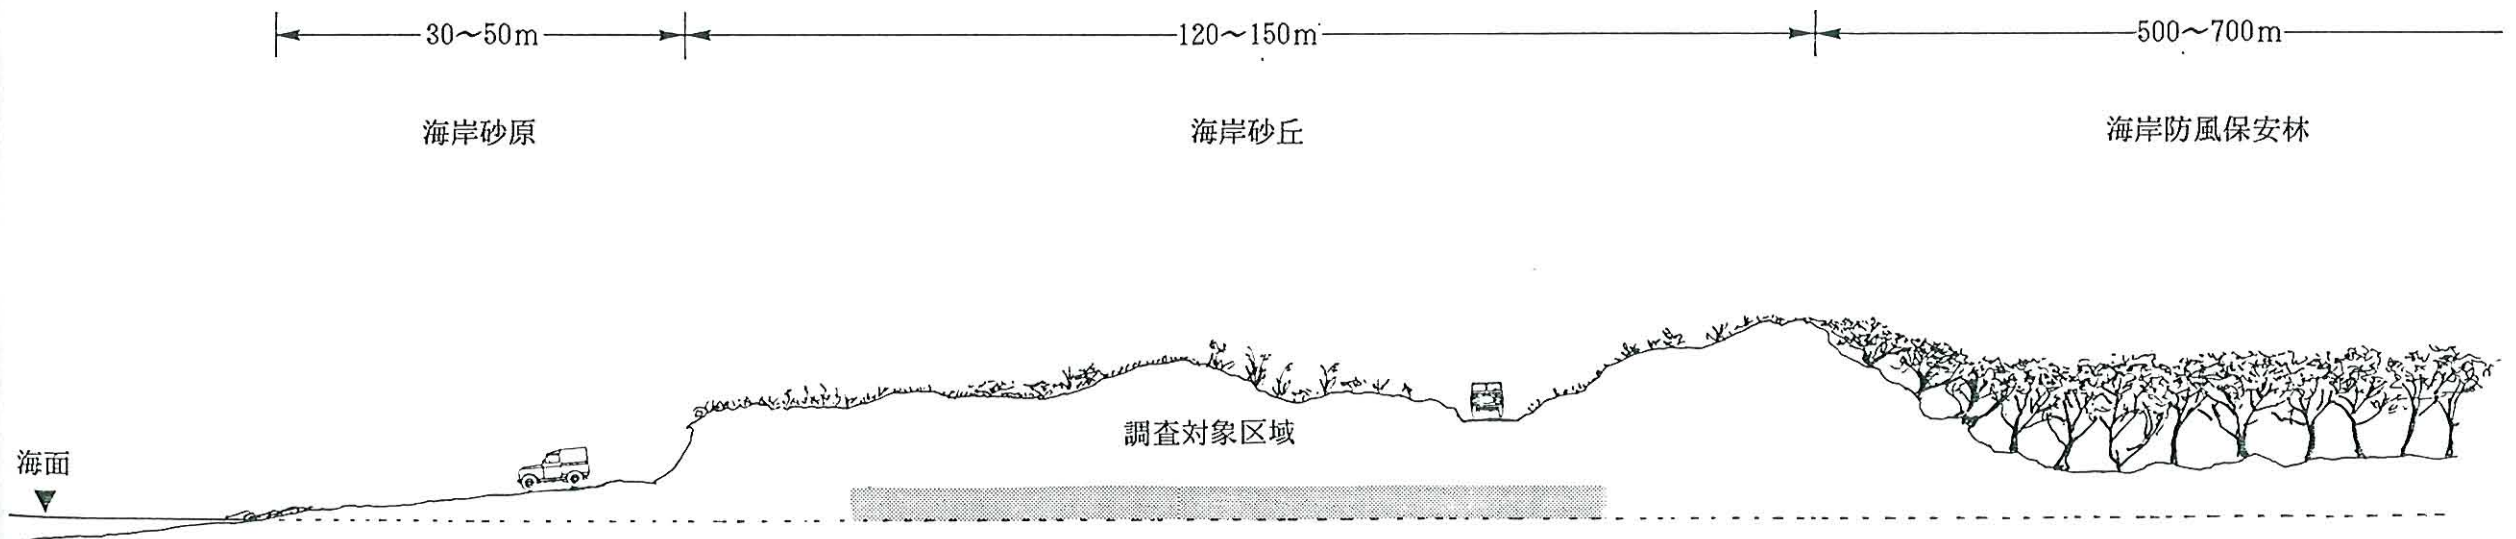 30〜50m
120〜150m
500〜700m
海岸砂原
海岸砂丘
海岸防風保安林
調査対象区域
海面